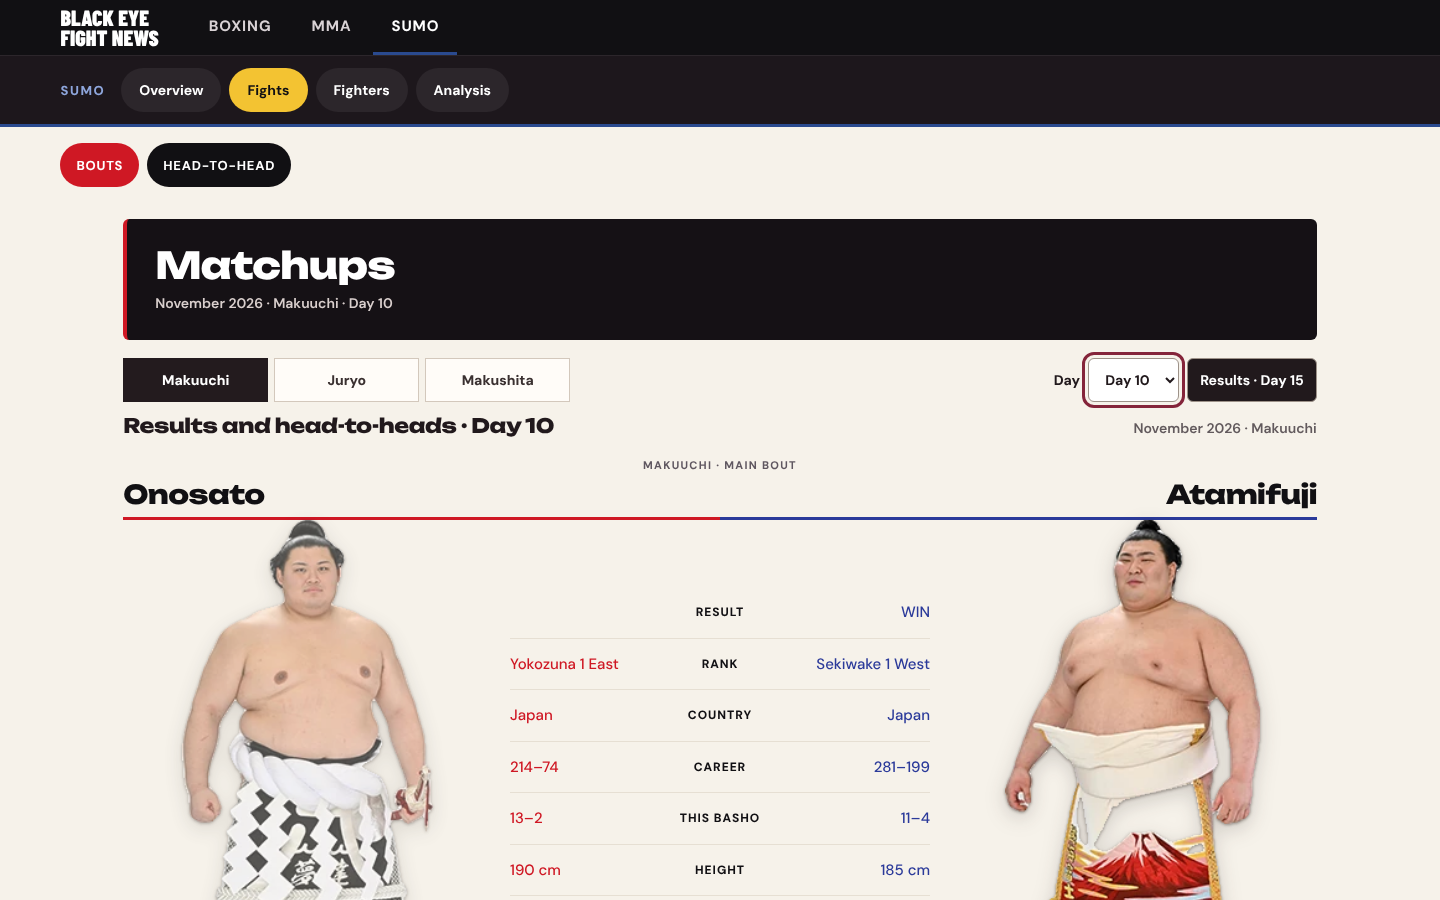 BLACK EYE
FIGHT NEWS
BOXING
MMA
SUMO
SUMO
Overview
Fights
Fighters
Analysis
BOUTS
HEAD-TO-HEAD
Matchups
November 2026 · Makuuchi · Day 10
Makuuchi
Juryo
Makushita
Day
Day 10
Results · Day 15
Results and head-to-heads · Day 10
November 2026 · Makuuchi
MAKUUCHI · MAIN BOUT
Onosato
Atamifuji
RESULT
WIN
Yokozuna 1 East
RANK
Sekiwake 1 West
Japan
COUNTRY
Japan
214–74
CAREER
281–199
13–2
THIS BASHO
11–4
190 cm
HEIGHT
185 cm